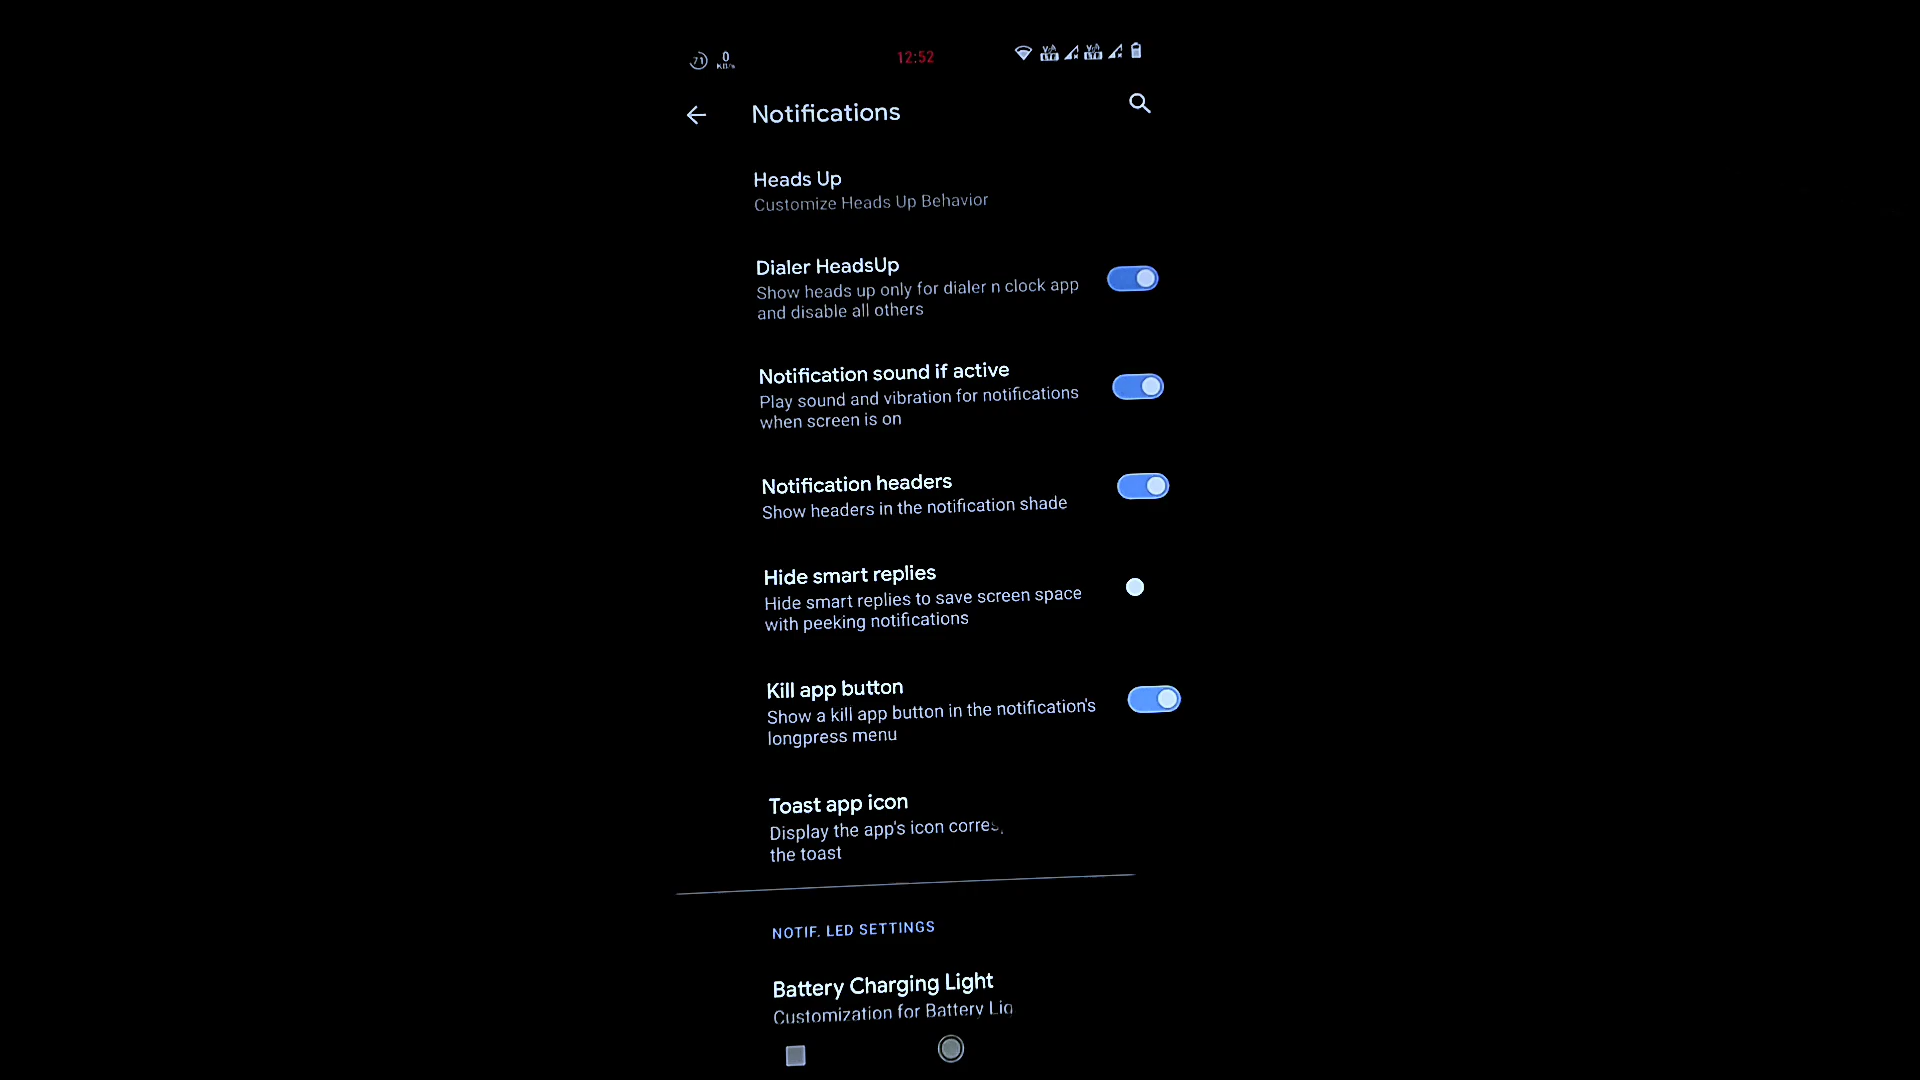 71 0 KB/s 12:52
Notifications
Heads Up
Customize Heads Up Behavior
Dialer HeadsUp
Show heads up only for dialer n clock app
and disable all others
Notification sound if active
Play sound and vibration for notifications
when screen is on
Notification headers
Show headers in the notification shade
Hide smart replies
Hide smart replies to save screen space
with peeking notifications
Kill app button
Show a kill app button in the notification's
longpress menu
Toast app icon
Display the app's icon
the toast
NOTIF. LED SETTINGS
Battery Charging Light
Customization for Battery